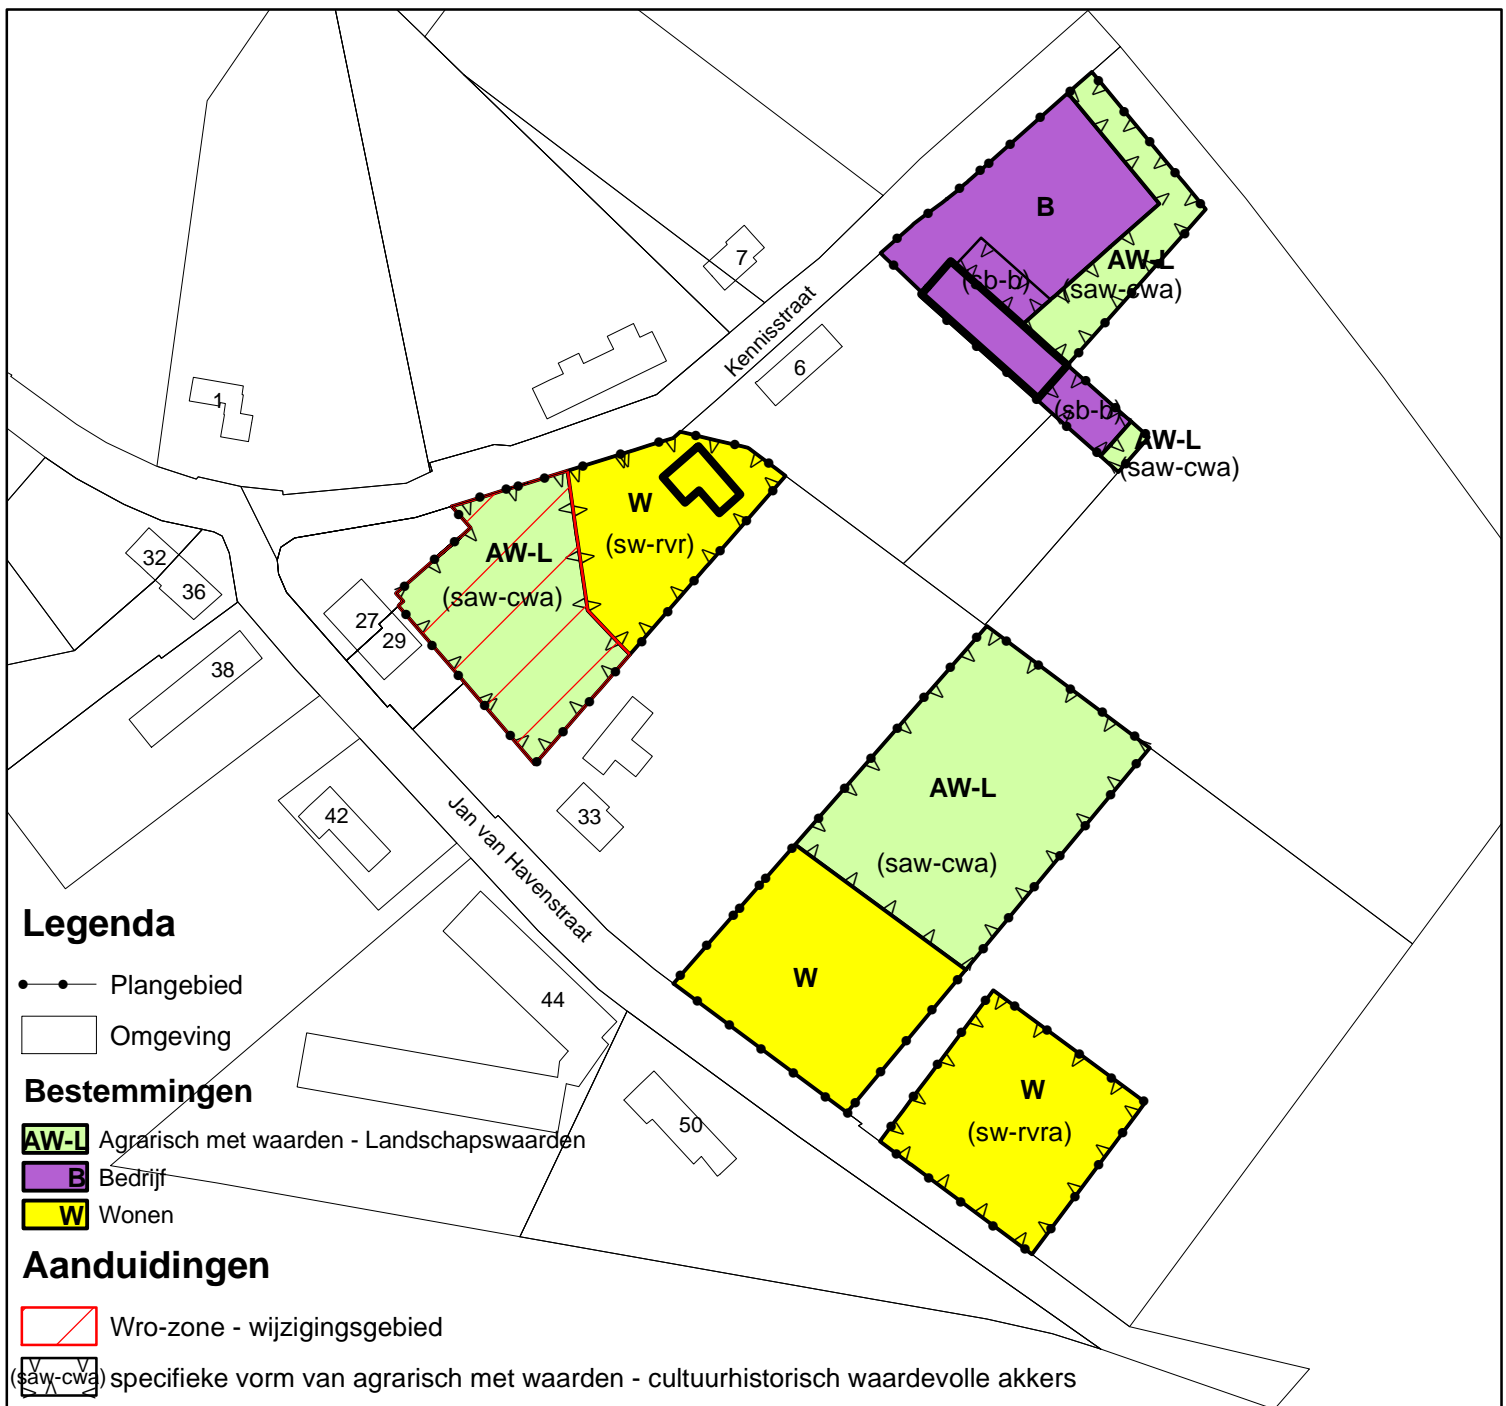 B
AW-L
(sb-b)
(saw-cwa)
7
Kennisstraat
6
1
(sb-b)
AW-L
(saw-cwa)
W
(sw-rvr)
AW-L
(saw-cwa)
32
36
27
29
38
AW-L
(saw-cwa)
42
33
Jan van Havenstraat
W
44
50
W
(sw-rvra)
Legenda
Plangebied
Omgeving
Bestemmingen
AW-L Agrarisch met waarden - Landschapswaarden
B Bedrijf
W Wonen
Aanduidingen
Wro-zone - wijzigingsgebied
(saw-cwa) specifieke vorm van agrarisch met waarden - cultuurhistorisch waardevolle akkers